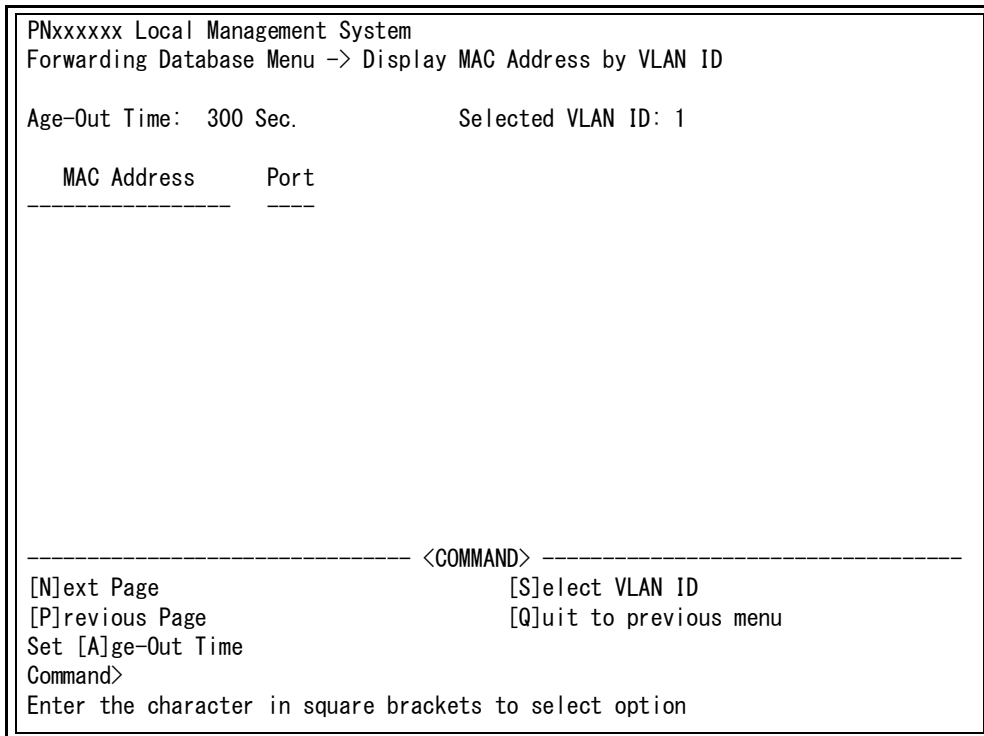 PNxxxxxx Local Management System
Forwarding Database Menu -> Display MAC Address by VLAN ID
Age-Out Time:  300 Sec.             Selected VLAN ID: 1
   MAC Address      Port
-----------------   ----
-------------------------------- <COMMAND> -----------------------------------
[N]ext Page                             [S]elect VLAN ID
[P]revious Page                         [Q]uit to previous menu
Set [A]ge-Out Time
Command>
Enter the character in square brackets to select option